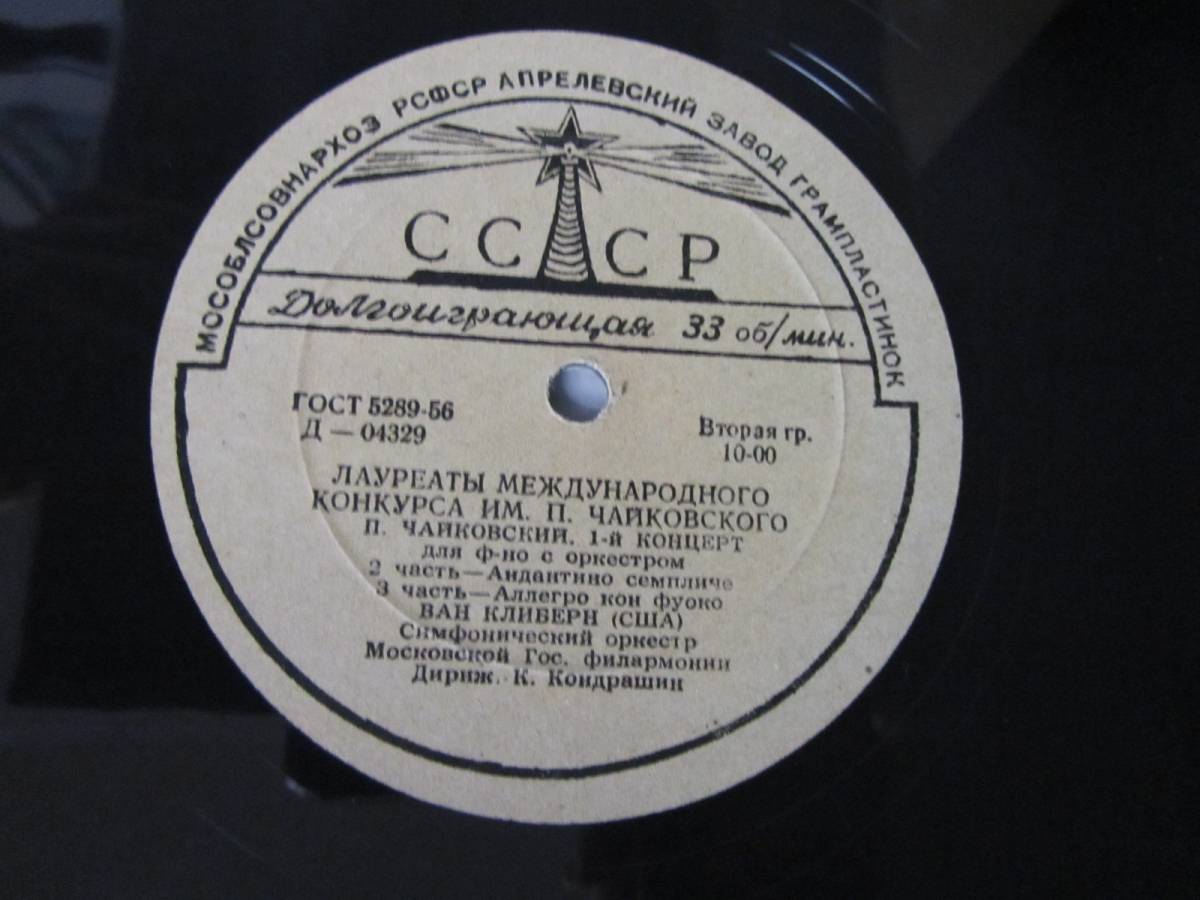 МОСОБЛСОВНАРХОЗ РСФСР АПРЕЛЕВСКИЙ ЗАВОД ГРАМПЛАСТИНОК
СССР
Долгоиграющая 33 об/мин.
ГОСТ 5289-56
Д — 04329
Вторая гр.
10-00
ЛАУРЕАТЫ МЕЖДУНАРОДНОГО
КОНКУРСА ИМ. П. ЧАЙКОВСКОГО
П. ЧАЙКОВСКИЙ. 1-й КОНЦЕРТ
для ф-но с оркестром
2 часть—Андантино семпличе
3 часть—Аллегро кон фуоко
ВАН КЛИБЕРН (США)
Симфонический оркестр
Московской Гос. филармонии
Дириж. К. Кондрашин